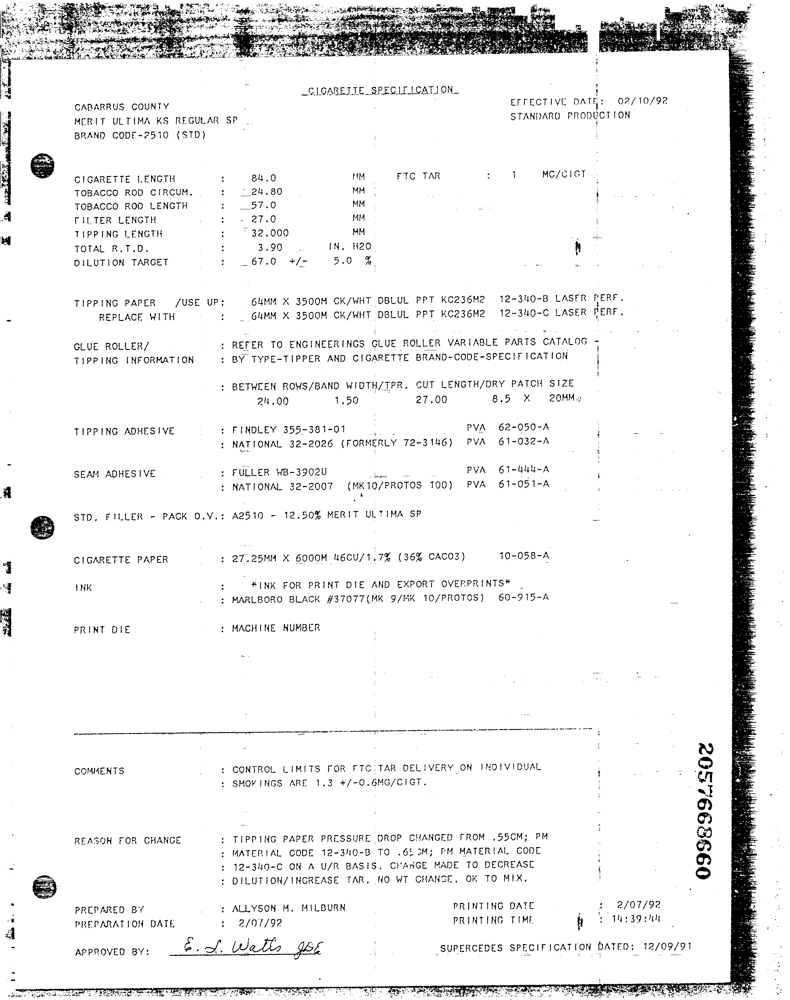 CIGARETTE SPECIFICATION
EFFECTIVE DATE: 02/10/92
CABARRUS COUNTY
STANDARD PRODUCTION
MERIT ULTIMA KS REGULAR SP
BRAND CODE-2510 (STD)
CIGARETTE LENGTH : 84.0 MM FTC TAR : 1 MG/CIGT
TOBACCO ROD CIRCUM. : 24.80 MM
TOBACCO ROD LENGTH : 57.0 MM
FILTER LENGTH : 27.0 MM
TIPPING LENGTH : 32.000 MM
TOTAL R.T.D. : 3.90 IN. H2O
DILUTION TARGET : 67.0 +/- 5.0 %
TIPPING PAPER /USE UP: 64MM X 3500M CK/WHT DBLUL PPT KC236M2 12-340-B LASER PERF.
REPLACE WITH : 64MM X 3500M CK/WHT DBLUL PPT KC236M2 12-340-C LASER PERF.
GLUE ROLLER/ : REFER TO ENGINEERINGS GLUE ROLLER VARIABLE PARTS CATALOG -
TIPPING INFORMATION : BY TYPE-TIPPER AND CIGARETTE BRAND-CODE-SPECIFICATION
: BETWEEN ROWS/BAND WIDTH/TPR. CUT LENGTH/DRY PATCH SIZE
24.00 1.50 27.00 8.5 X 20MM.
TIPPING ADHESIVE : FINDLEY 355-381-01 PVA 62-050-A
: NATIONAL 32-2026 (FORMERLY 72-3146) PVA 61-032-A
SEAM ADHESIVE : FULLER WB-3902U PVA 61-444-A
: NATIONAL 32-2007 (MK10/PROTOS 100) PVA 61-051-A
STD. FILLER - PACK O.V.: A2510 - 12.50% MERIT ULTIMA SP
CIGARETTE PAPER : 27.25MM X 6000M 46CU/1.7% (36% CACO3) 10-058-A
INK : *INK FOR PRINT DIE AND EXPORT OVERPRINTS*
: MARLBORO BLACK #37077(MK 9/MK 10/PROTOS) 60-915-A
PRINT DIE : MACHINE NUMBER
COMMENTS : CONTROL LIMITS FOR FTC TAR DELIVERY ON INDIVIDUAL
: SMOKINGS ARE 1.3 +/-0.6MG/CIGT.
REASON FOR CHANGE : TIPPING PAPER PRESSURE DROP CHANGED FROM .55CM; PM
: MATERIAL CODE 12-340-B TO .65CM; PM MATERIAL CODE
: 12-340-C ON A U/R BASIS. CHANGE MADE TO DECREASE
: DILUTION/INCREASE TAR. NO WT CHANGE. OK TO MIX.
PREPARED BY : ALLYSON M. MILBURN PRINTING DATE : 2/07/92
PREPARATION DATE : 2/07/92 PRINTING TIME : 14:39:44
APPROVED BY: E. L. Watts SUPERCEDES SPECIFICATION DATED: 12/09/91
2057668660